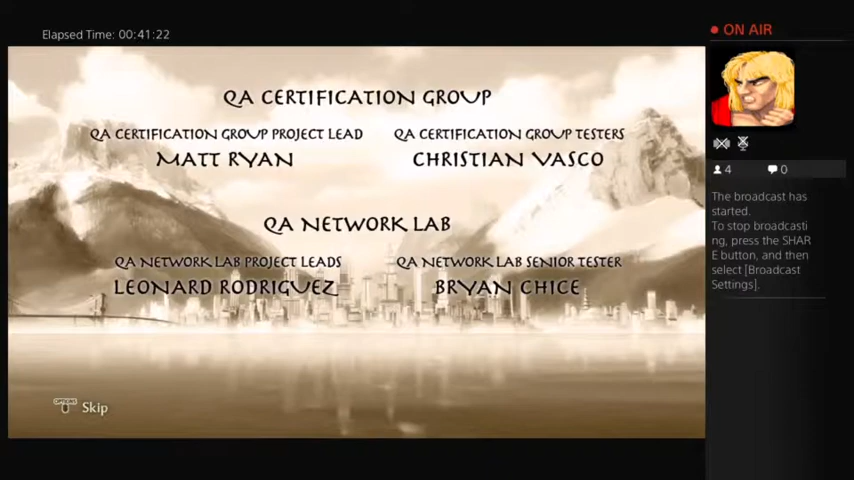 Elapsed Time: 00:41:22
ON AIR
QA CERTIFICATION GROUP
QA CERTIFICATION GROUP PROJECT LEAD
MATT RYAN
QA CERTIFICATION GROUP TESTERS
CHRISTIAN VASCO
QA NETWORK LAB
QA NETWORK LAB PROJECT LEADS
LEONARD RODRIGUEZ
QA NETWORK LAB SENIOR TESTER
BRYAN CHICE
OPTIONS
Skip
4
0
The broadcast has
started.
To stop broadcasti
ng, press the SHAR
E button, and then
select [Broadcast
Settings].